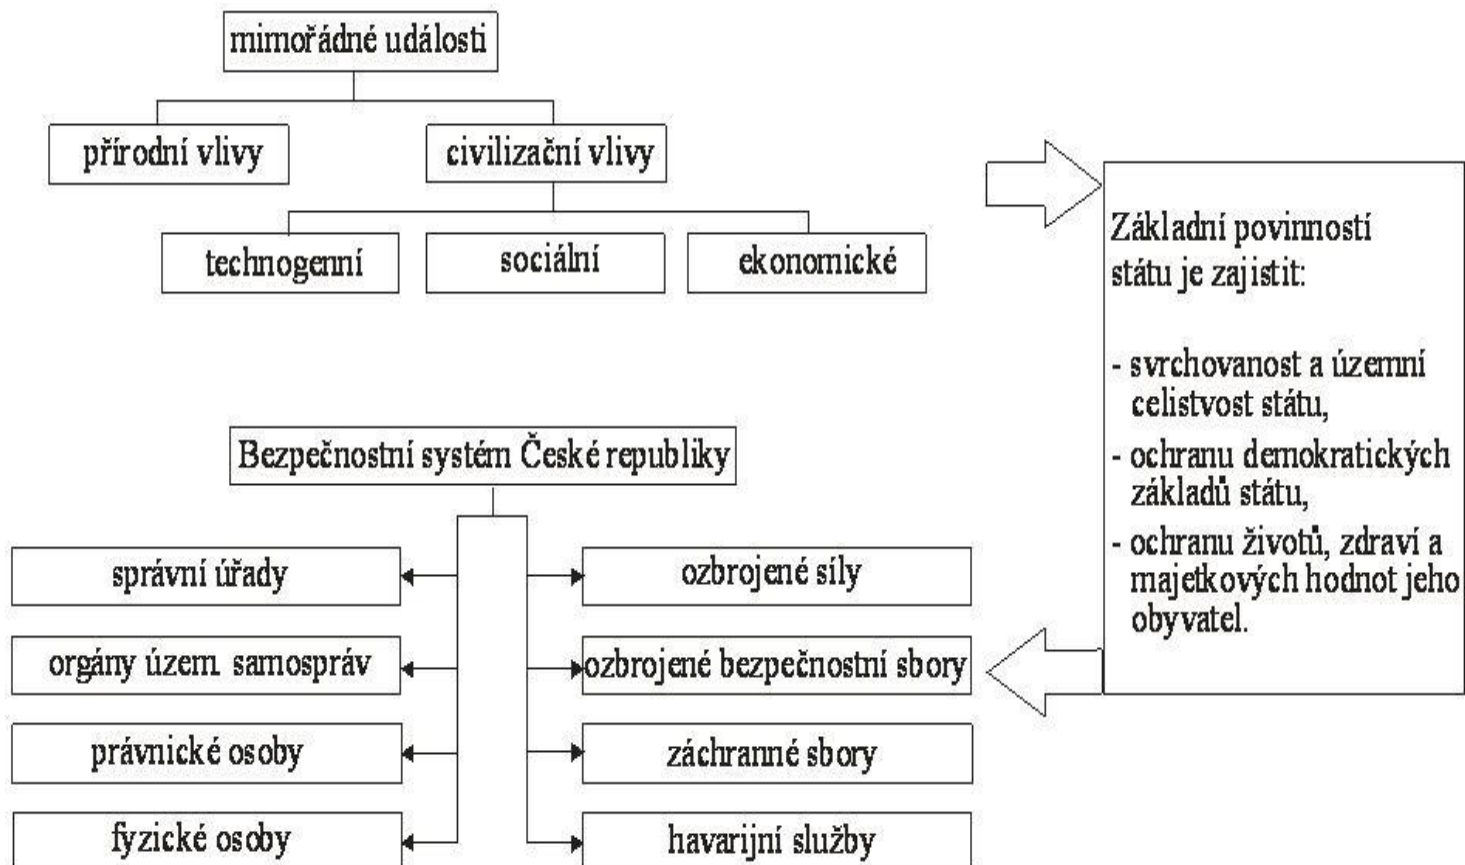 mimořádné události
přírodní vlivy
civilizační vlivy
technogenní
sociální
ekonomické
Základní povinností
státu je zajistit:
- svrchovanost a územní
celistvost státu,
- ochranu demokratických
základů státu,
- ochranu životů, zdraví a
majetkových hodnot jeho
obyvatel.
Bezpečnostní systém České republiky
správní úřady
ozbrojené síly
orgány územ. samospráv
ozbrojené bezpečnostní sbory
právnické osoby
záchranné sbory
fyzické osoby
havarijní služby